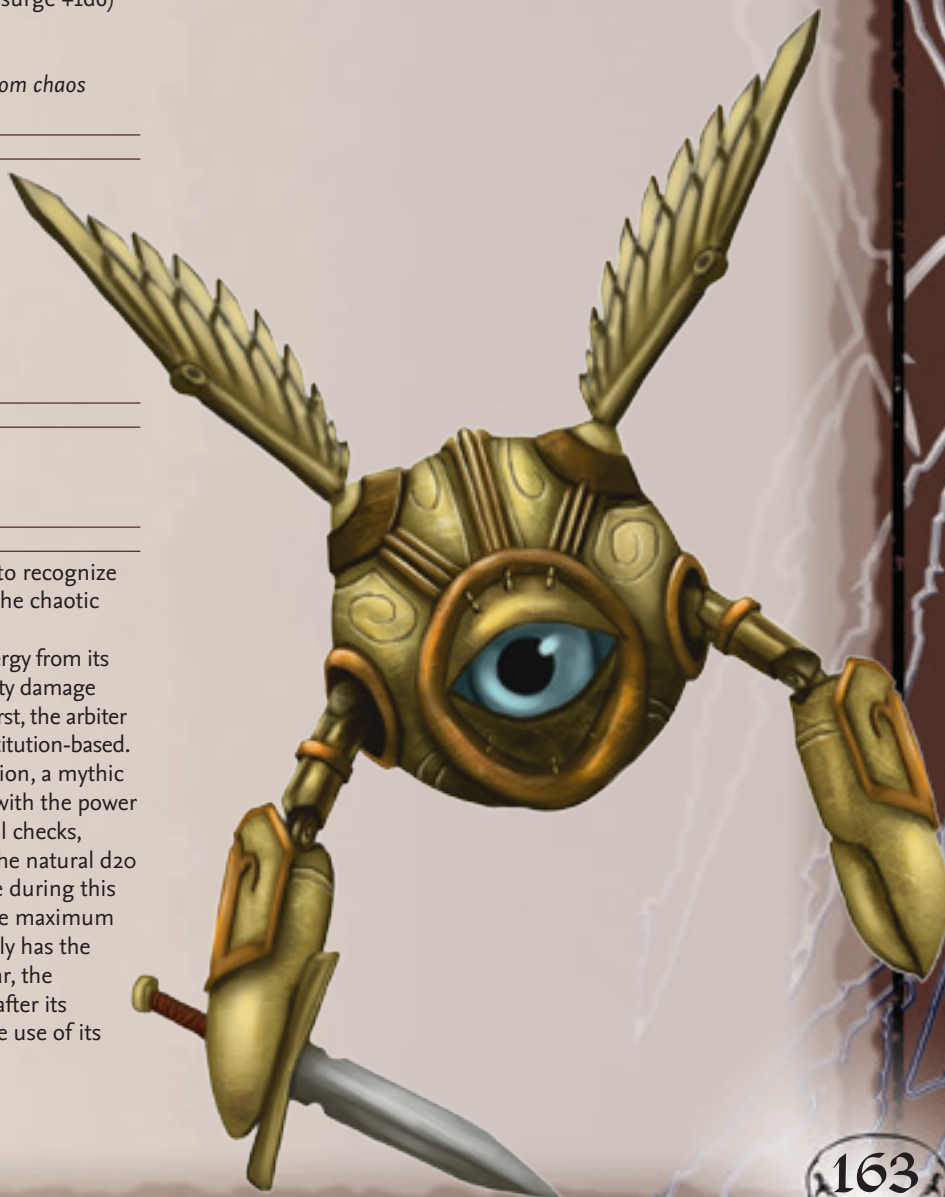 surge +1d6)
om chaos
to recognize
he chaotic
ergy from its
ty damage
rst, the arbiter
titution-based.
ion, a mythic
with the power
l checks,
he natural d20
e during this
e maximum
ly has the
ar, the
after its
e use of its
163